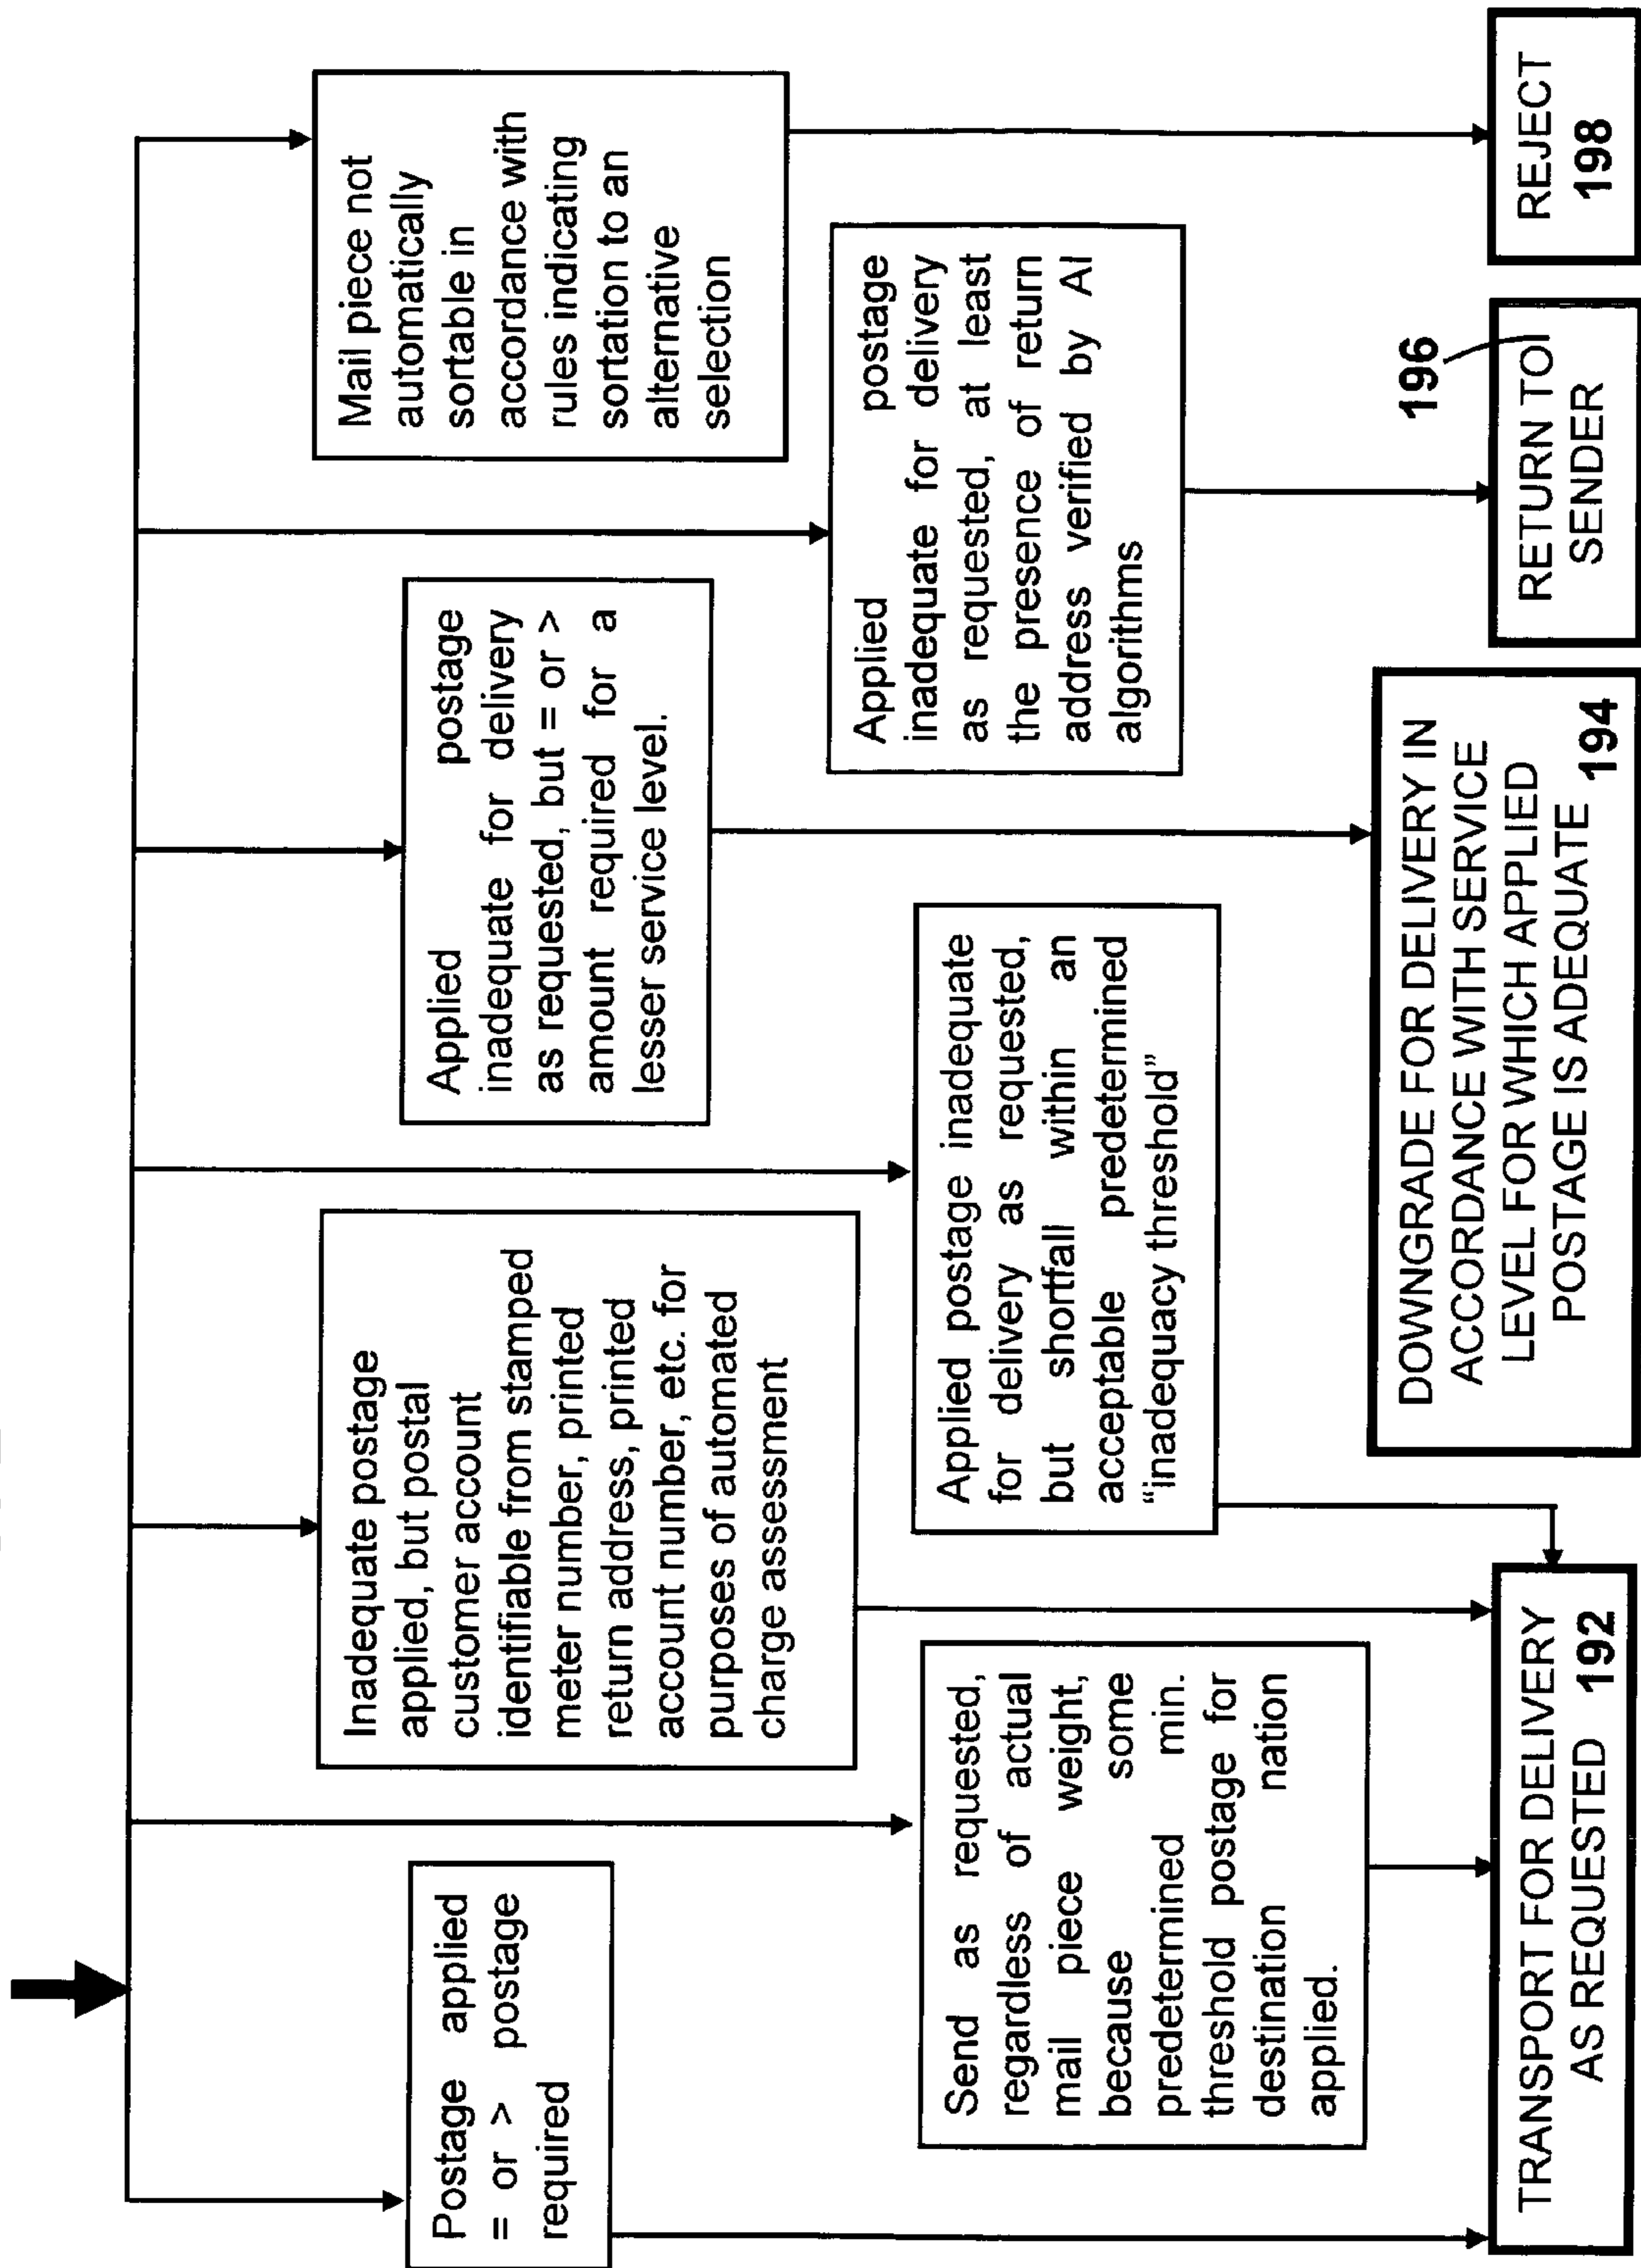 Postage applied
= or > postage
required
Send as requested,
regardless of actual
mail piece weight,
because some
predetermined min.
threshold postage for
destination nation
applied.
Inadequate postage
applied, but postal
customer account
identifiable from stamped
meter number, printed
return address, printed
account number, etc. for
purposes of automated
charge assessment
Applied postage inadequate
for delivery as requested,
but shortfall within an
acceptable predetermined
“inadequacy threshold”
Applied postage
inadequate for delivery
as requested, but = or >
amount required for a
lesser service level.
Applied postage
inadequate for delivery
as requested, at least
the presence of return
address verified by AI
algorithms
Mail piece not
automatically
sortable in
accordance with
rules indicating
sortation to an
alternative
selection
TRANSPORT FOR DELIVERY
AS REQUESTED 192
DOWNGRADE FOR DELIVERY IN
ACCORDANCE WITH SERVICE
LEVEL FOR WHICH APPLIED
POSTAGE IS ADEQUATE 194
196
RETURN TO
SENDER
REJECT
198